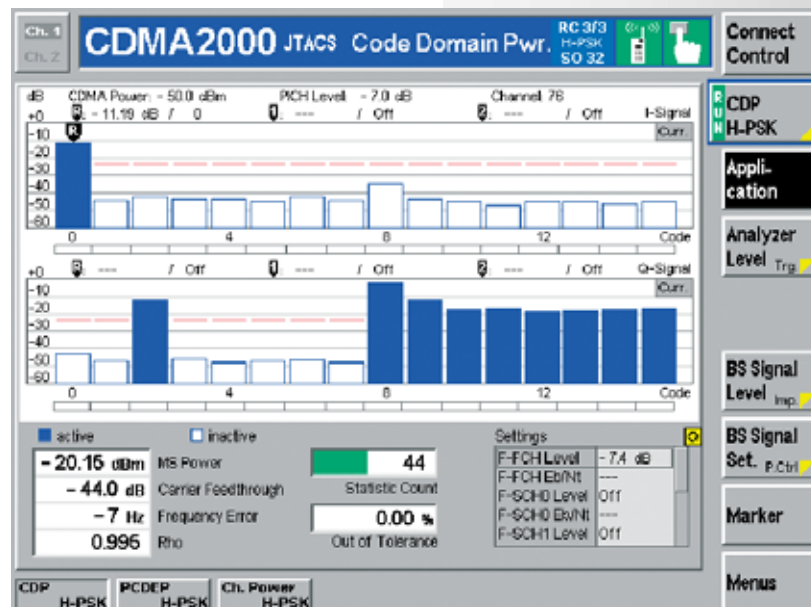 Ch. 1
Ch. 2
CDMA2000 JTACS Code Domain Pwr.
RC 3f3
H-PSK
SO 32
Connect
Control
RUN
CDP
H-PSK
Appli-
cation
Analyzer
Level Trg.
BS Signal
Level Imp.
BS Signal
Set. P.Ctrl
Marker
Menus
dB CDMA Power: - 50.0 dBm PICH Level: - 7.0 dB Channel: 76
+0 R: - 11.19 dB / 0 1: --- / Off 2: --- / Off I-Signal
R Curr.
-10
-20
-30
-40
-50
-60
0 4 8 12 Code
+0 R: --- / Off 1: --- / Off 2: --- / Off Q-Signal
Curr.
-10
-20
-30
-40
-50
-60
0 4 8 12 Code
active inactive
- 20.15 dBm MS Power
- 44.0 dB Carrier Feedthrough
- 7 Hz Frequency Error
0.995 Rho
44
Statistic Count
0.00 %
Out of Tolerance
Settings
F-FCH Level - 7.4 dB
F-FCH Eb/Nt ---
F-SCH0 Level Off
F-SCH0 Eb/Nt ---
F-SCH1 Level Off
CDP
H-PSK
PCDEP
H-PSK
Ch. Power
H-PSK